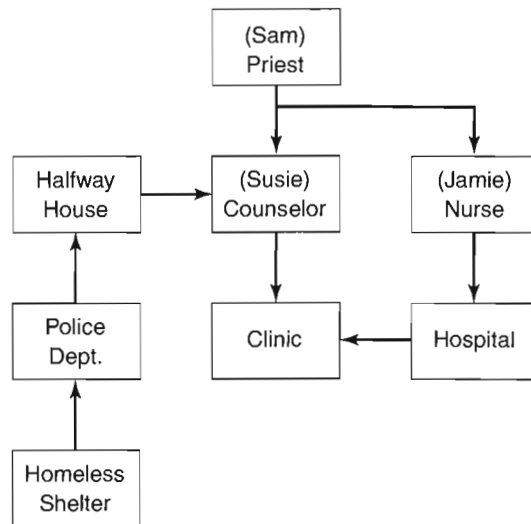 (Sam)
Priest
Halfway
House
(Susie)
Counselor
(Jamie)
Nurse
Police
Dept.
Clinic
Hospital
Homeless
Shelter